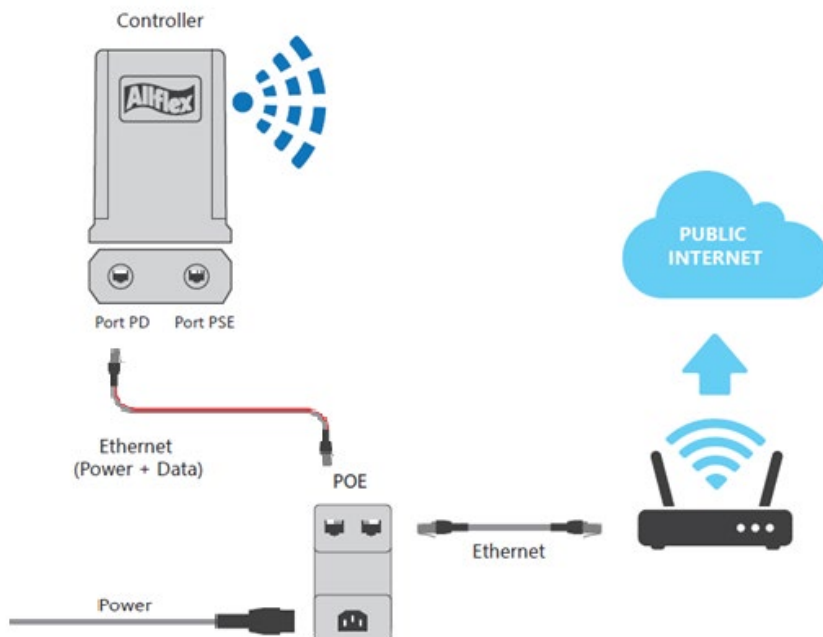 Controller
Allflex
PUBLIC
INTERNET
Port PD Port PSE
Ethernet
(Power + Data)
POE
Ethernet
Power